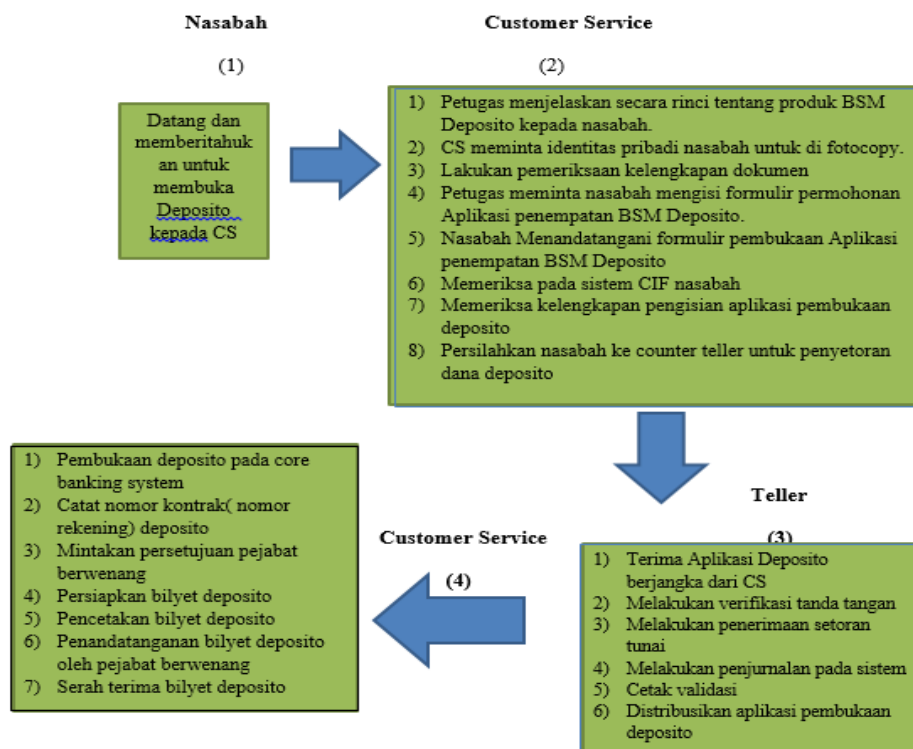 Nasabah
(1)
Datang dan
memberitahuk
an untuk
membuka
Deposito
kepada CS
Customer Service
(2)
1) Petugas menjelaskan secara rinci tentang produk BSM
Deposito kepada nasabah.
2) CS meminta identitas pribadi nasabah untuk di fotocopy.
3) Lakukan pemeriksaan kelengkapan dokumen
4) Petugas meminta nasabah mengisi formulir permohonan
Aplikasi penempatan BSM Deposito.
5) Nasabah Menandatangani formulir pembukaan Aplikasi
penempatan BSM Deposito
6) Memeriksa pada sistem CIF nasabah
7) Memeriksa kelengkapan pengisian aplikasi pembukaan
deposito
8) Persilahkan nasabah ke counter teller untuk penyetoran
dana deposito
Teller
(3)
1) Terima Aplikasi Deposito
berjangka dari CS
2) Melakukan verifikasi tanda tangan
3) Melakukan penerimaan setoran
tunai
4) Melakukan penjurnalan pada sistem
5) Cetak validasi
6) Distribusikan aplikasi pembukaan
deposito
Customer Service
(4)
1) Pembukaan deposito pada core
banking system
2) Catat nomor kontrak( nomor
rekening) deposito
3) Mintakan persetujuan pejabat
berwenang
4) Persiapkan bilyet deposito
5) Pencetakan bilyet deposito
6) Penandatanganan bilyet deposito
oleh pejabat berwenang
7) Serah terima bilyet deposito